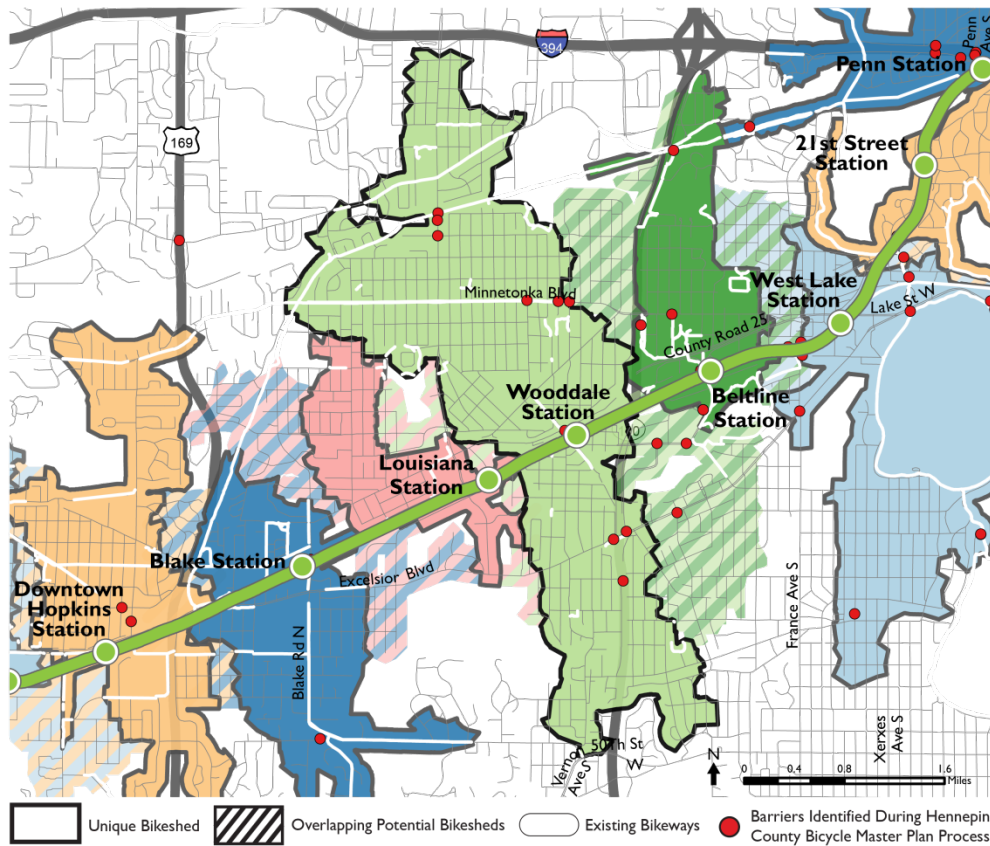 394
Penn
Ave S
Penn Station
169
21st Street
Station
West Lake
Station
Lake St W
Minnetonka Blvd
County Road 25
Wooddale
Station
Beltline
Station
Louisiana
Station
Blake Station
Excelsior Blvd
Downtown
Hopkins
Station
Blake Rd N
France Ave S
Xerxes
Ave S
Vernon
Ave S
50Th St
W
N
0 0.4 0.8 1.6
Miles
Unique Bikeshed
Overlapping Potential Bikesheds
Existing Bikeways
Barriers Identified During Hennepin
County Bicycle Master Plan Process